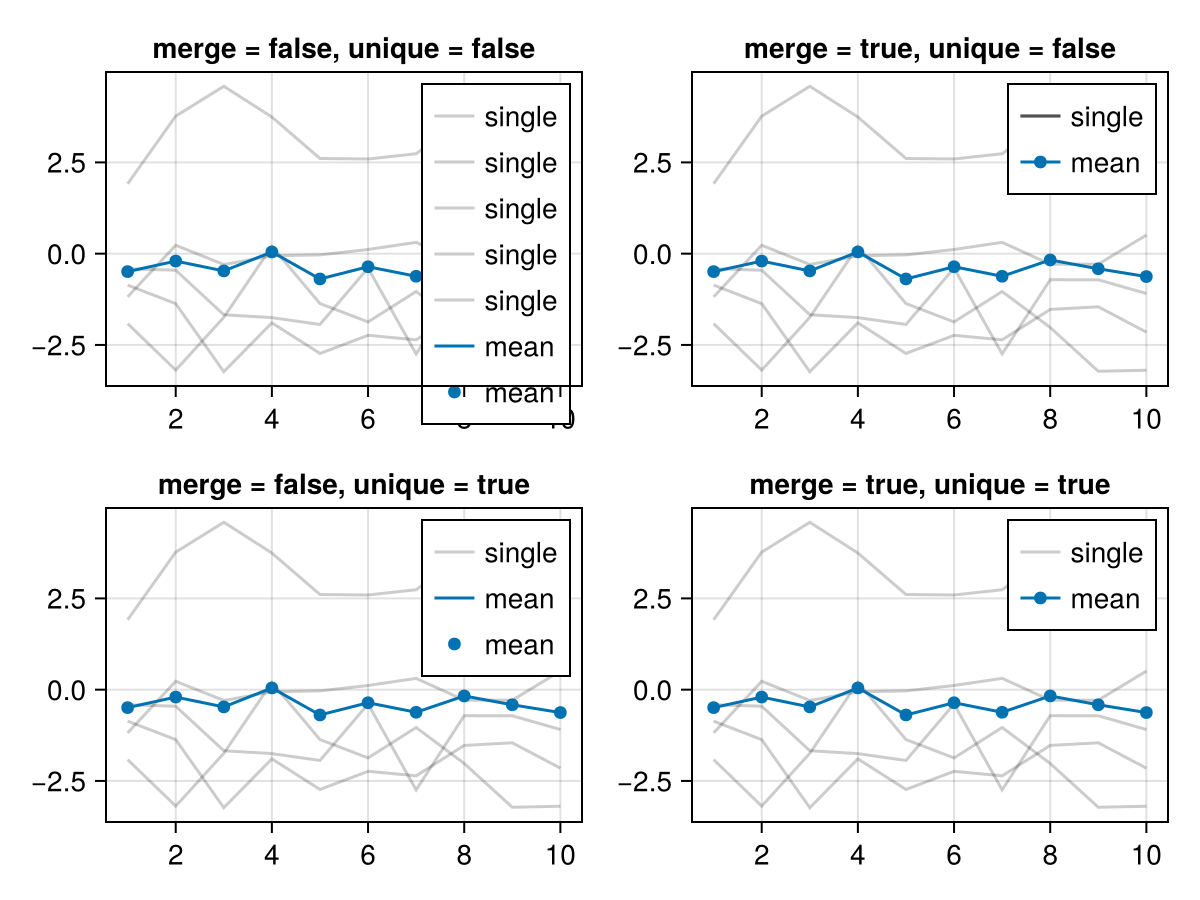 merge = false, unique = false
single
single
single
single
single
mean
mean
2.5
0.0
−2.5
2
4
6
8
10
merge = true, unique = false
single
mean
2.5
0.0
−2.5
2
4
6
8
10
merge = false, unique = true
single
mean
mean
2.5
0.0
−2.5
2
4
6
8
10
merge = true, unique = true
single
mean
2.5
0.0
−2.5
2
4
6
8
10